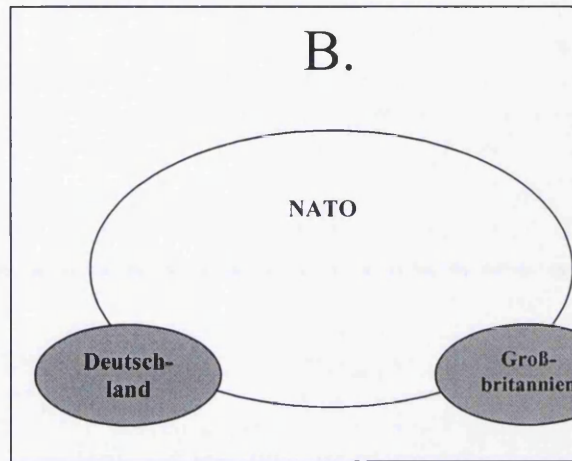 B.
NATO
Deutsch-
land
Groß-
britannien